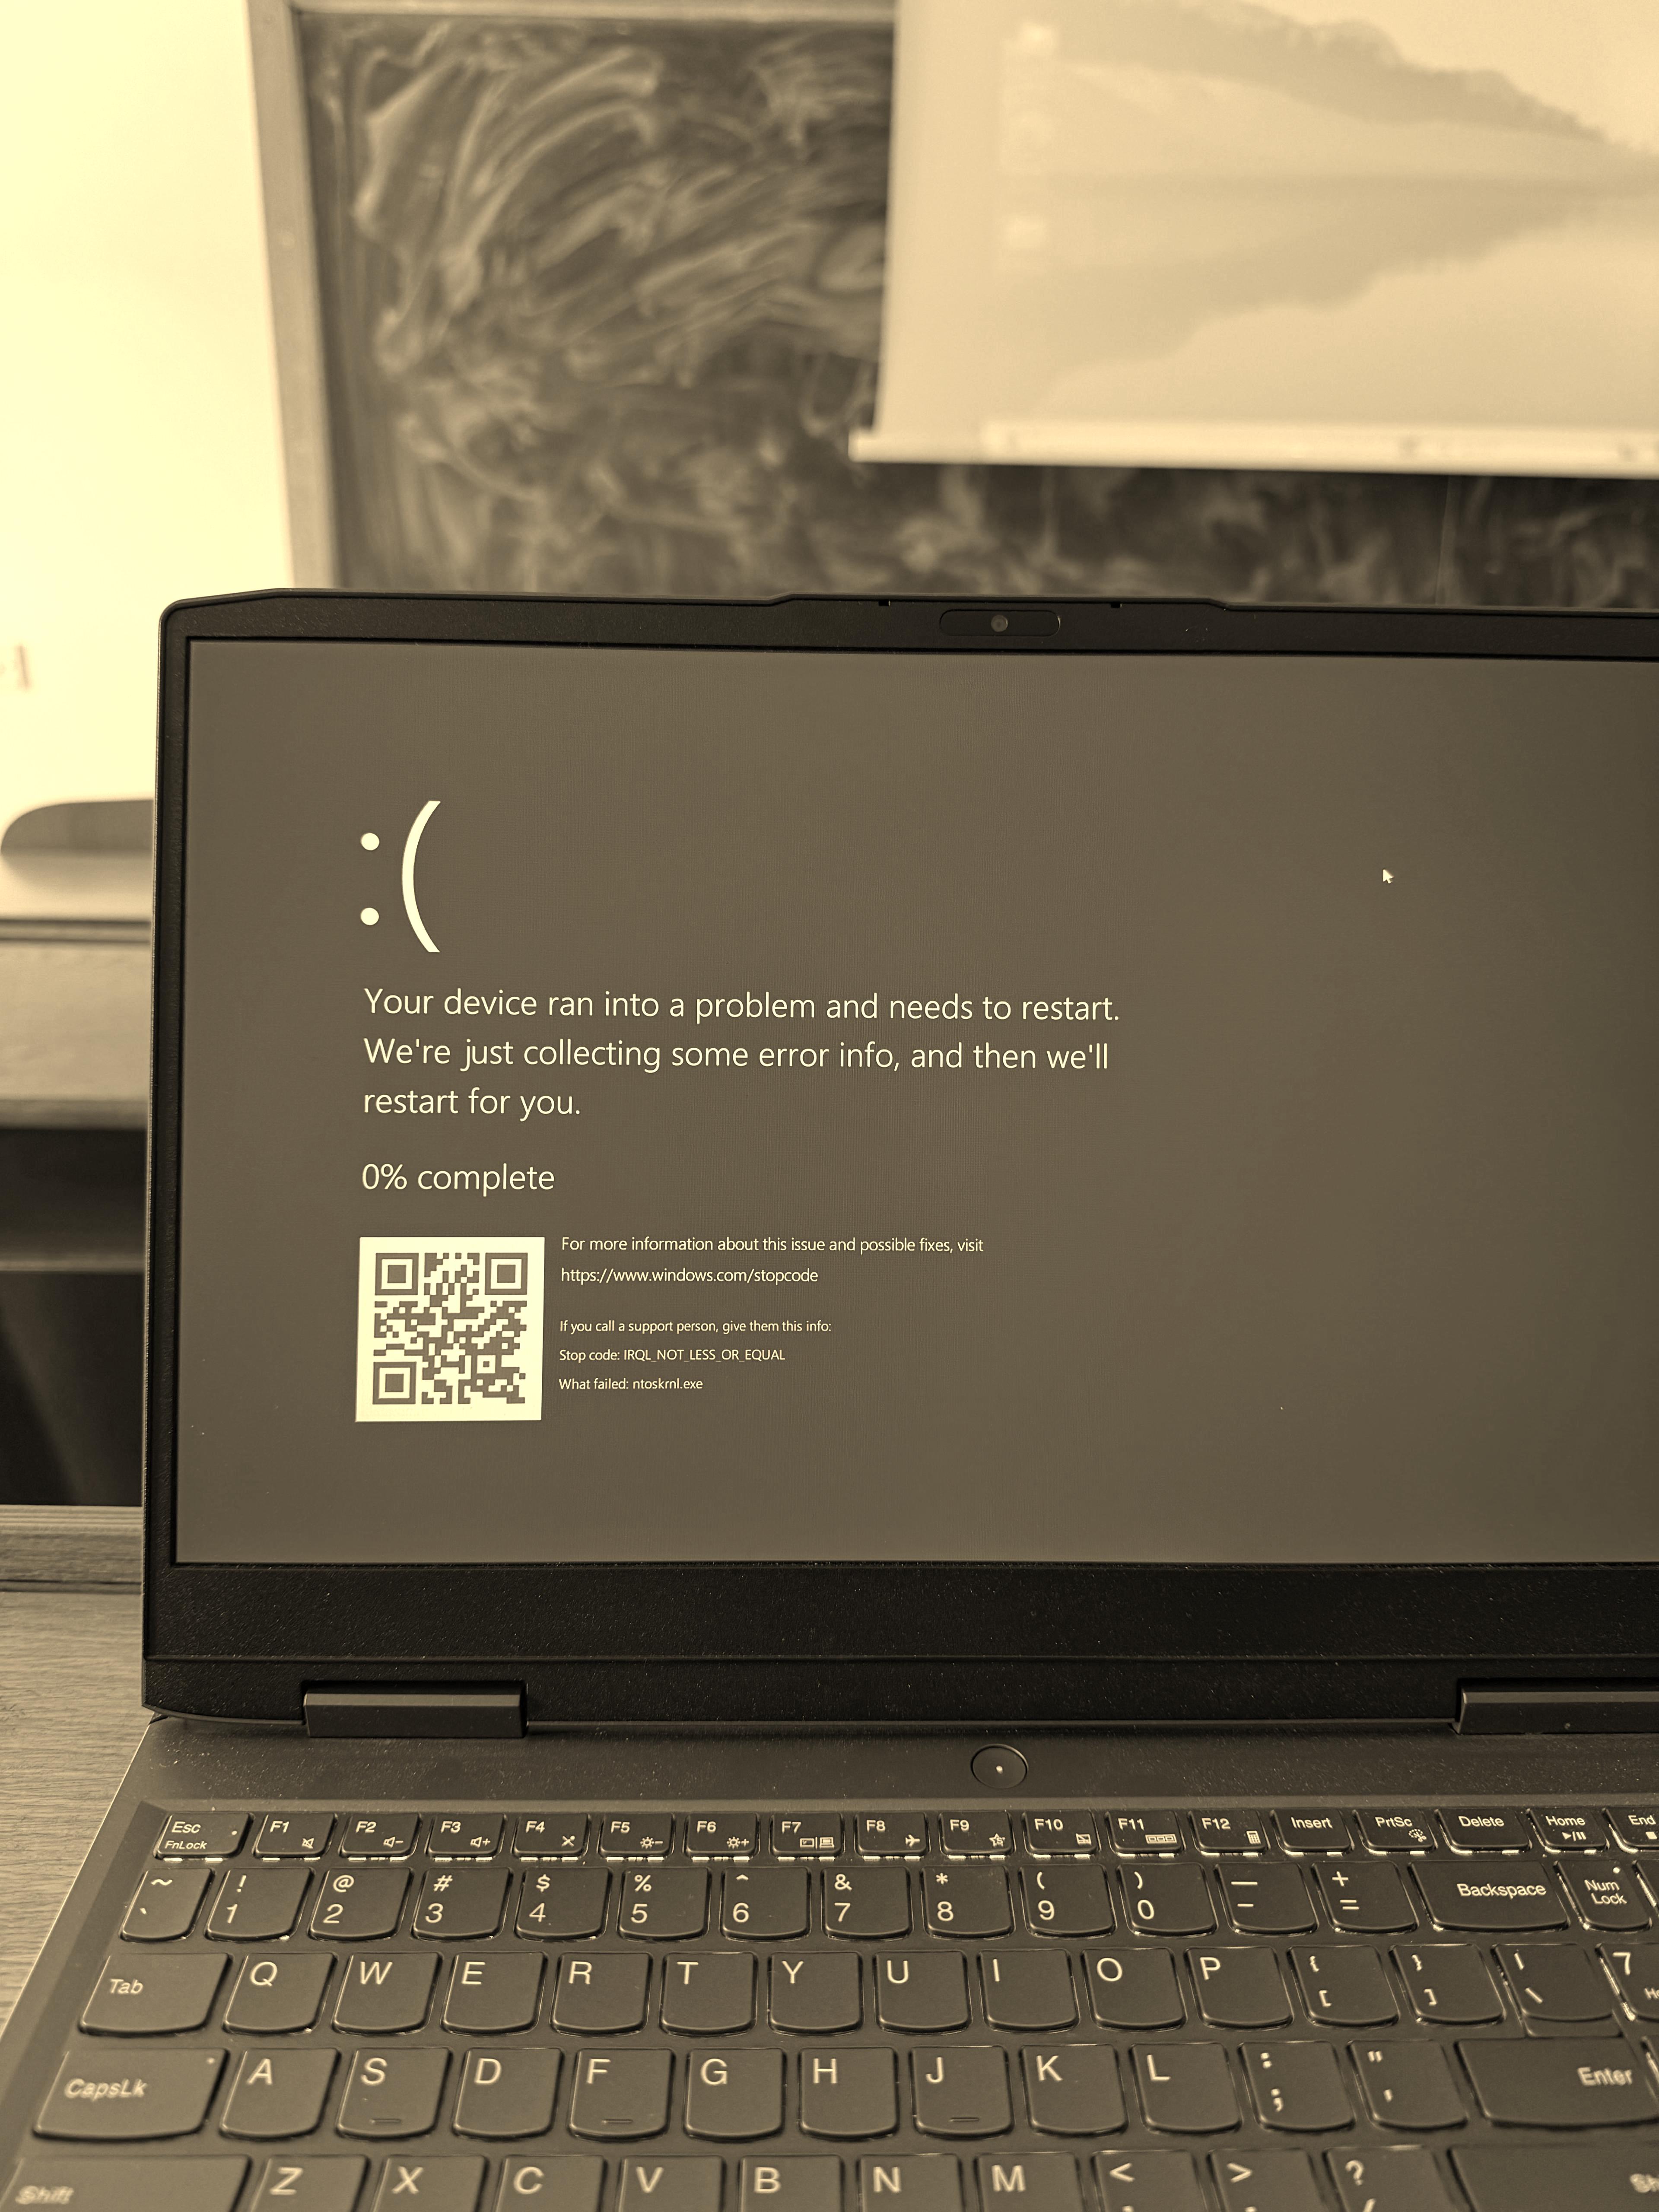 :(
Your device ran into a problem and needs to restart.
We're just collecting some error info, and then we'll
restart for you.
0% complete
For more information about this issue and possible fixes, visit
https://www.windows.com/stopcode
If you call a support person, give them this info:
Stop code: IRQL_NOT_LESS_OR_EQUAL
What failed: ntoskrnl.exe
Esc F1 F2 F3 F4 F5 F6 F7 F8 F9 F10 F11 F12 Insert PrtSc Delete Home End
FnLock
~ ! @ # $ % ^ & * ( ) — + Backspace Num
` 1 2 3 4 5 6 7 8 9 0 - = Lock
Tab Q W E R T Y U I O P { } | 7
[ ] \
CapsLk A S D F G H J K L : " Enter
; '
Shift Z X C V B N M < > ?